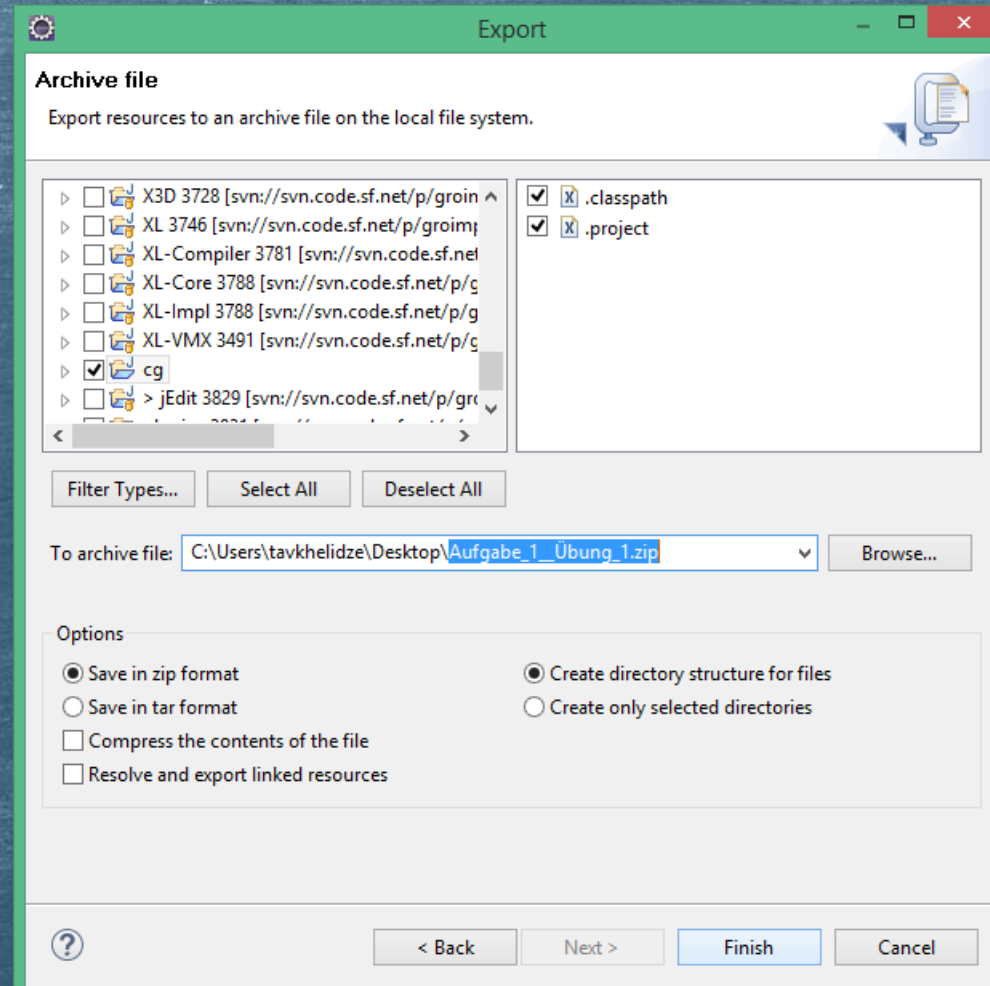 Export
Archive file
Export resources to an archive file on the local file system.
X3D 3728 [svn://svn.code.sf.net/p/groin
XL 3746 [svn://svn.code.sf.net/p/groimp
XL-Compiler 3781 [svn://svn.code.sf.net
XL-Core 3788 [svn://svn.code.sf.net/p/g
XL-Impl 3788 [svn://svn.code.sf.net/p/g
XL-VMX 3491 [svn://svn.code.sf.net/p/g
cg
> jEdit 3829 [svn://svn.code.sf.net/p/gro
.classpath
.project
Filter Types...
Select All
Deselect All
To archive file: C:\Users\tavkhelidze\Desktop\Aufgabe_1__Übung_1.zip
Browse...
Options
Save in zip format
Save in tar format
Compress the contents of the file
Resolve and export linked resources
Create directory structure for files
Create only selected directories
?
< Back
Next >
Finish
Cancel